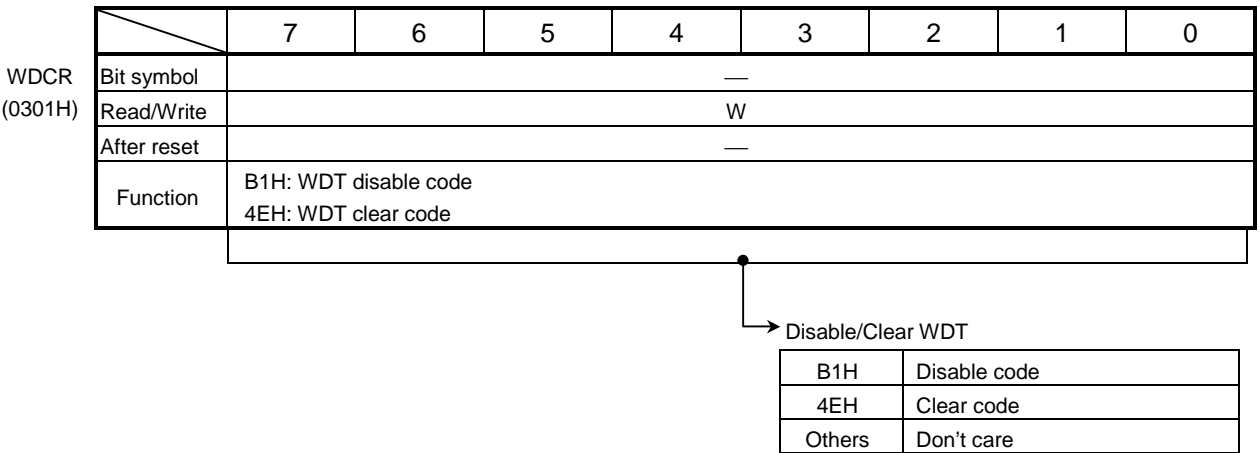 7 6 5 4 3 2 1 0
WDCR
(0301H)
Bit symbol —
Read/Write W
After reset —
Function
B1H: WDT disable code
4EH: WDT clear code
Disable/Clear WDT
B1H Disable code
4EH Clear code
Others Don’t care